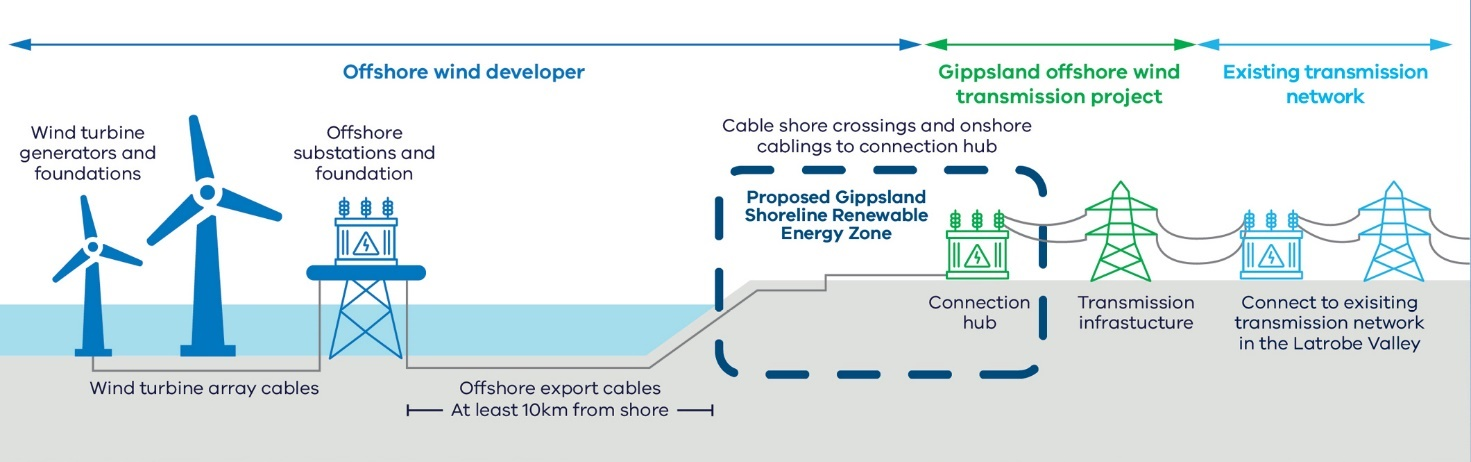 Offshore wind developer
Gippsland offshore wind
transmission project
Existing transmission
network
Wind turbine
generators and
foundations
Offshore
substations and
foundation
Cable shore crossings and onshore
cablings to connection hub
Proposed Gippsland
Shoreline Renewable
Energy Zone
Connection
hub
Transmission
infrastucture
Connect to exisiting
transmission network
in the Latrobe Valley
Wind turbine array cables
Offshore export cables
At least 10km from shore